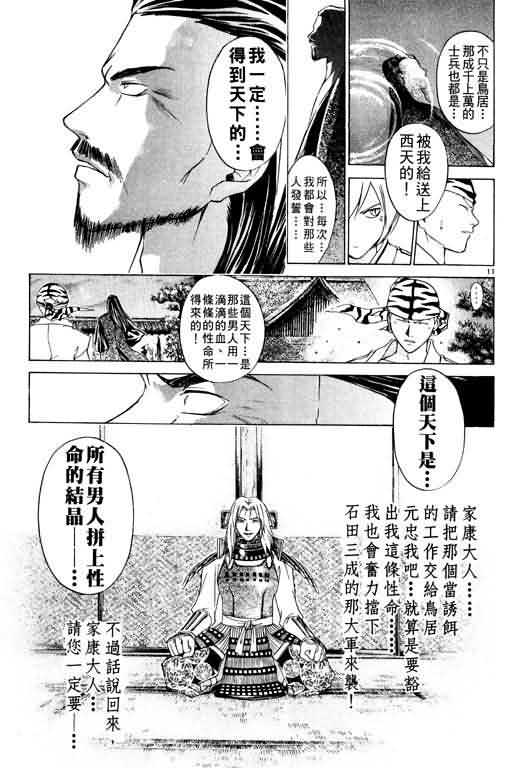 不只是鳥居…
那成千上萬的
士兵也都是…
被我給送上
西天的！
我一定……會
得到天下的…
所以…每次…
我都會對那些
人發誓……
11
……
這個天下…是
那些男人用一
滴滴的血、一
條條的性命所
得來的！
這個天下是…
家康大人……
請把那個當誘餌
的工作交給鳥居
元忠我吧…就算是要豁
出我這條性命……
我也會奮力擋下
石田三成的那大軍來襲！
所有男人拼上性
命的結晶——…
不過話說回來，
家康大人…
請您一定要——…